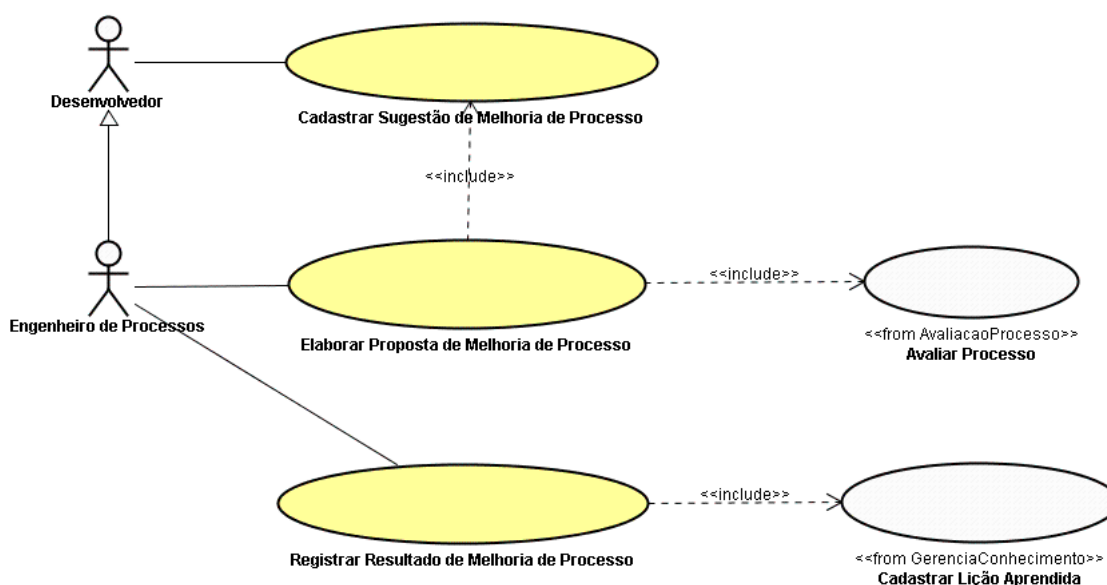 Desenvolvedor
Cadastrar Sugestão de Melhoria de Processo
<<include>>
Engenheiro de Processos
Elaborar Proposta de Melhoria de Processo
<<include>>
<<from AvaliacaoProcesso>>
Avaliar Processo
Registrar Resultado de Melhoria de Processo
<<include>>
<<from GerenciaConhecimento>>
Cadastrar Lição Aprendida